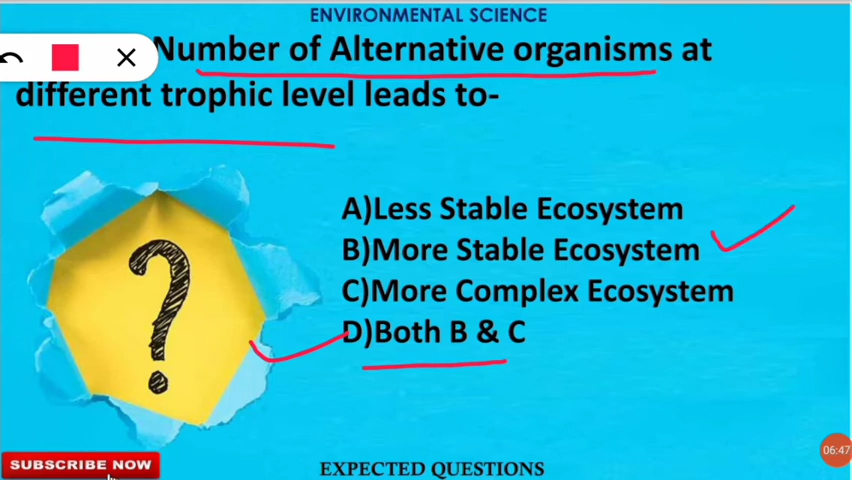 ENVIRONMENTAL SCIENCE
Number of Alternative organisms at
different trophic level leads to-
A)Less Stable Ecosystem
B)More Stable Ecosystem
C)More Complex Ecosystem
D)Both B & C
?
06:47
SUBSCRIBE NOW
EXPECTED QUESTIONS